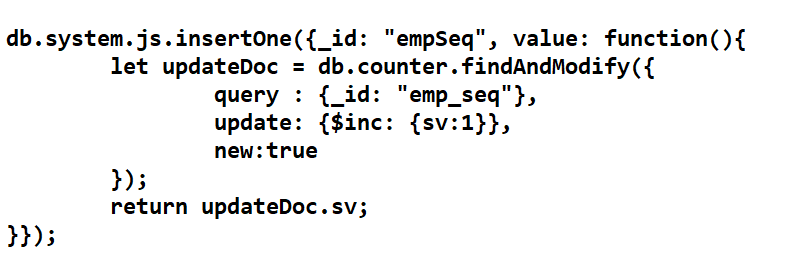 db.system.js.insertOne({_id: "empSeq", value: function(){
        let updateDoc = db.counter.findAndModify({
                query : {_id: "emp_seq"},
                update: {$inc: {sv:1}},
                new:true
        });
        return updateDoc.sv;
}});